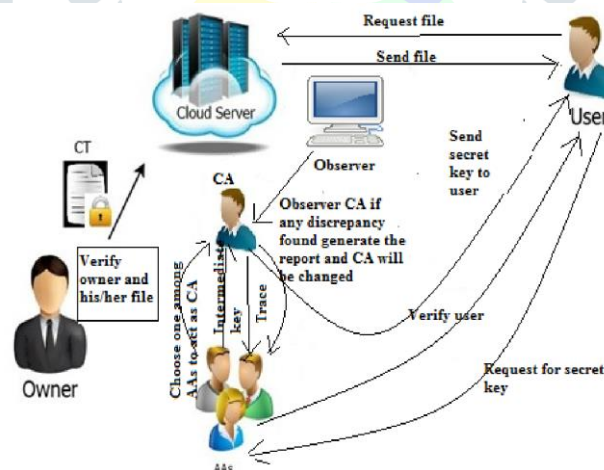 Request file
Send file
Cloud Server
User
Observer
CT
CA
Send
secret
key to
user
Observer CA if
any discrepancy
found generate the
report and CA will
be changed
Verify
owner and
his/her file
Choose one among
AAs to act as CA
Intermediate
key
Trace
Verify user
Request for secret
key
Owner
AAs